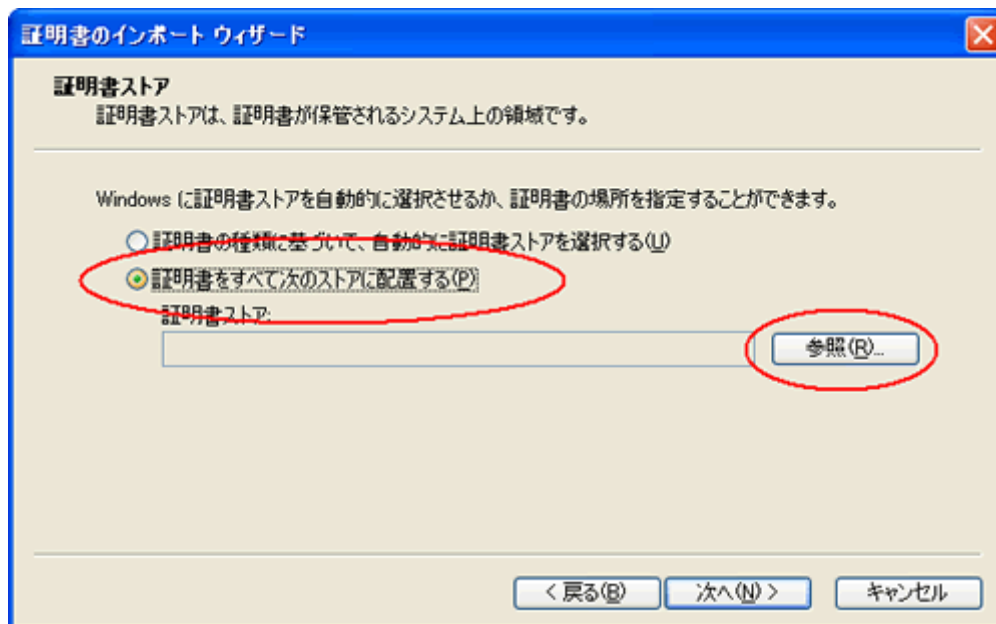 証明書のインポート ウィザード
証明書ストア
証明書ストアは、証明書が保管されるシステム上の領域です。
Windows に証明書ストアを自動的に選択させるか、証明書の場所を指定することができます。
証明書の種類に基づいて、自動的に証明書ストアを選択する(U)
証明書をすべて次のストアに配置する(P)
証明書ストア:
参照(R)...
< 戻る(B)
次へ(N) >
キャンセル